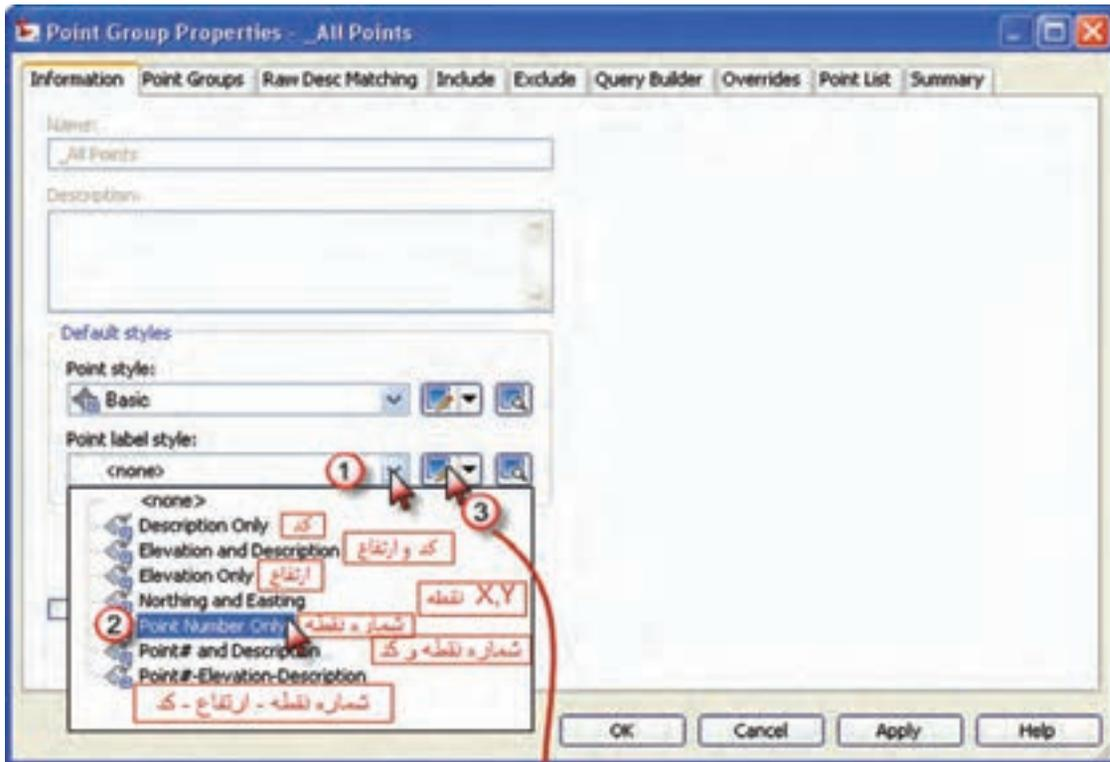 Point Group Properties - _All Points
Information Point Groups Raw Desc Matching Include Exclude Query Builder Overrides Point List Summary
Name:
_All Points
Description:
Default styles
Point style:
Basic
Point label style:
<none>
1
3
<none>
Description Only کد
Elevation and Description کد و ارتفاع
Elevation Only ارتفاع
Northing and Easting نقطه X,Y
2 Point Number Only شماره نقطه
Point# and Description شماره نقطه و کد
Point#-Elevation-Description
شماره نقطه - ارتفاع - کد
OK Cancel Apply Help